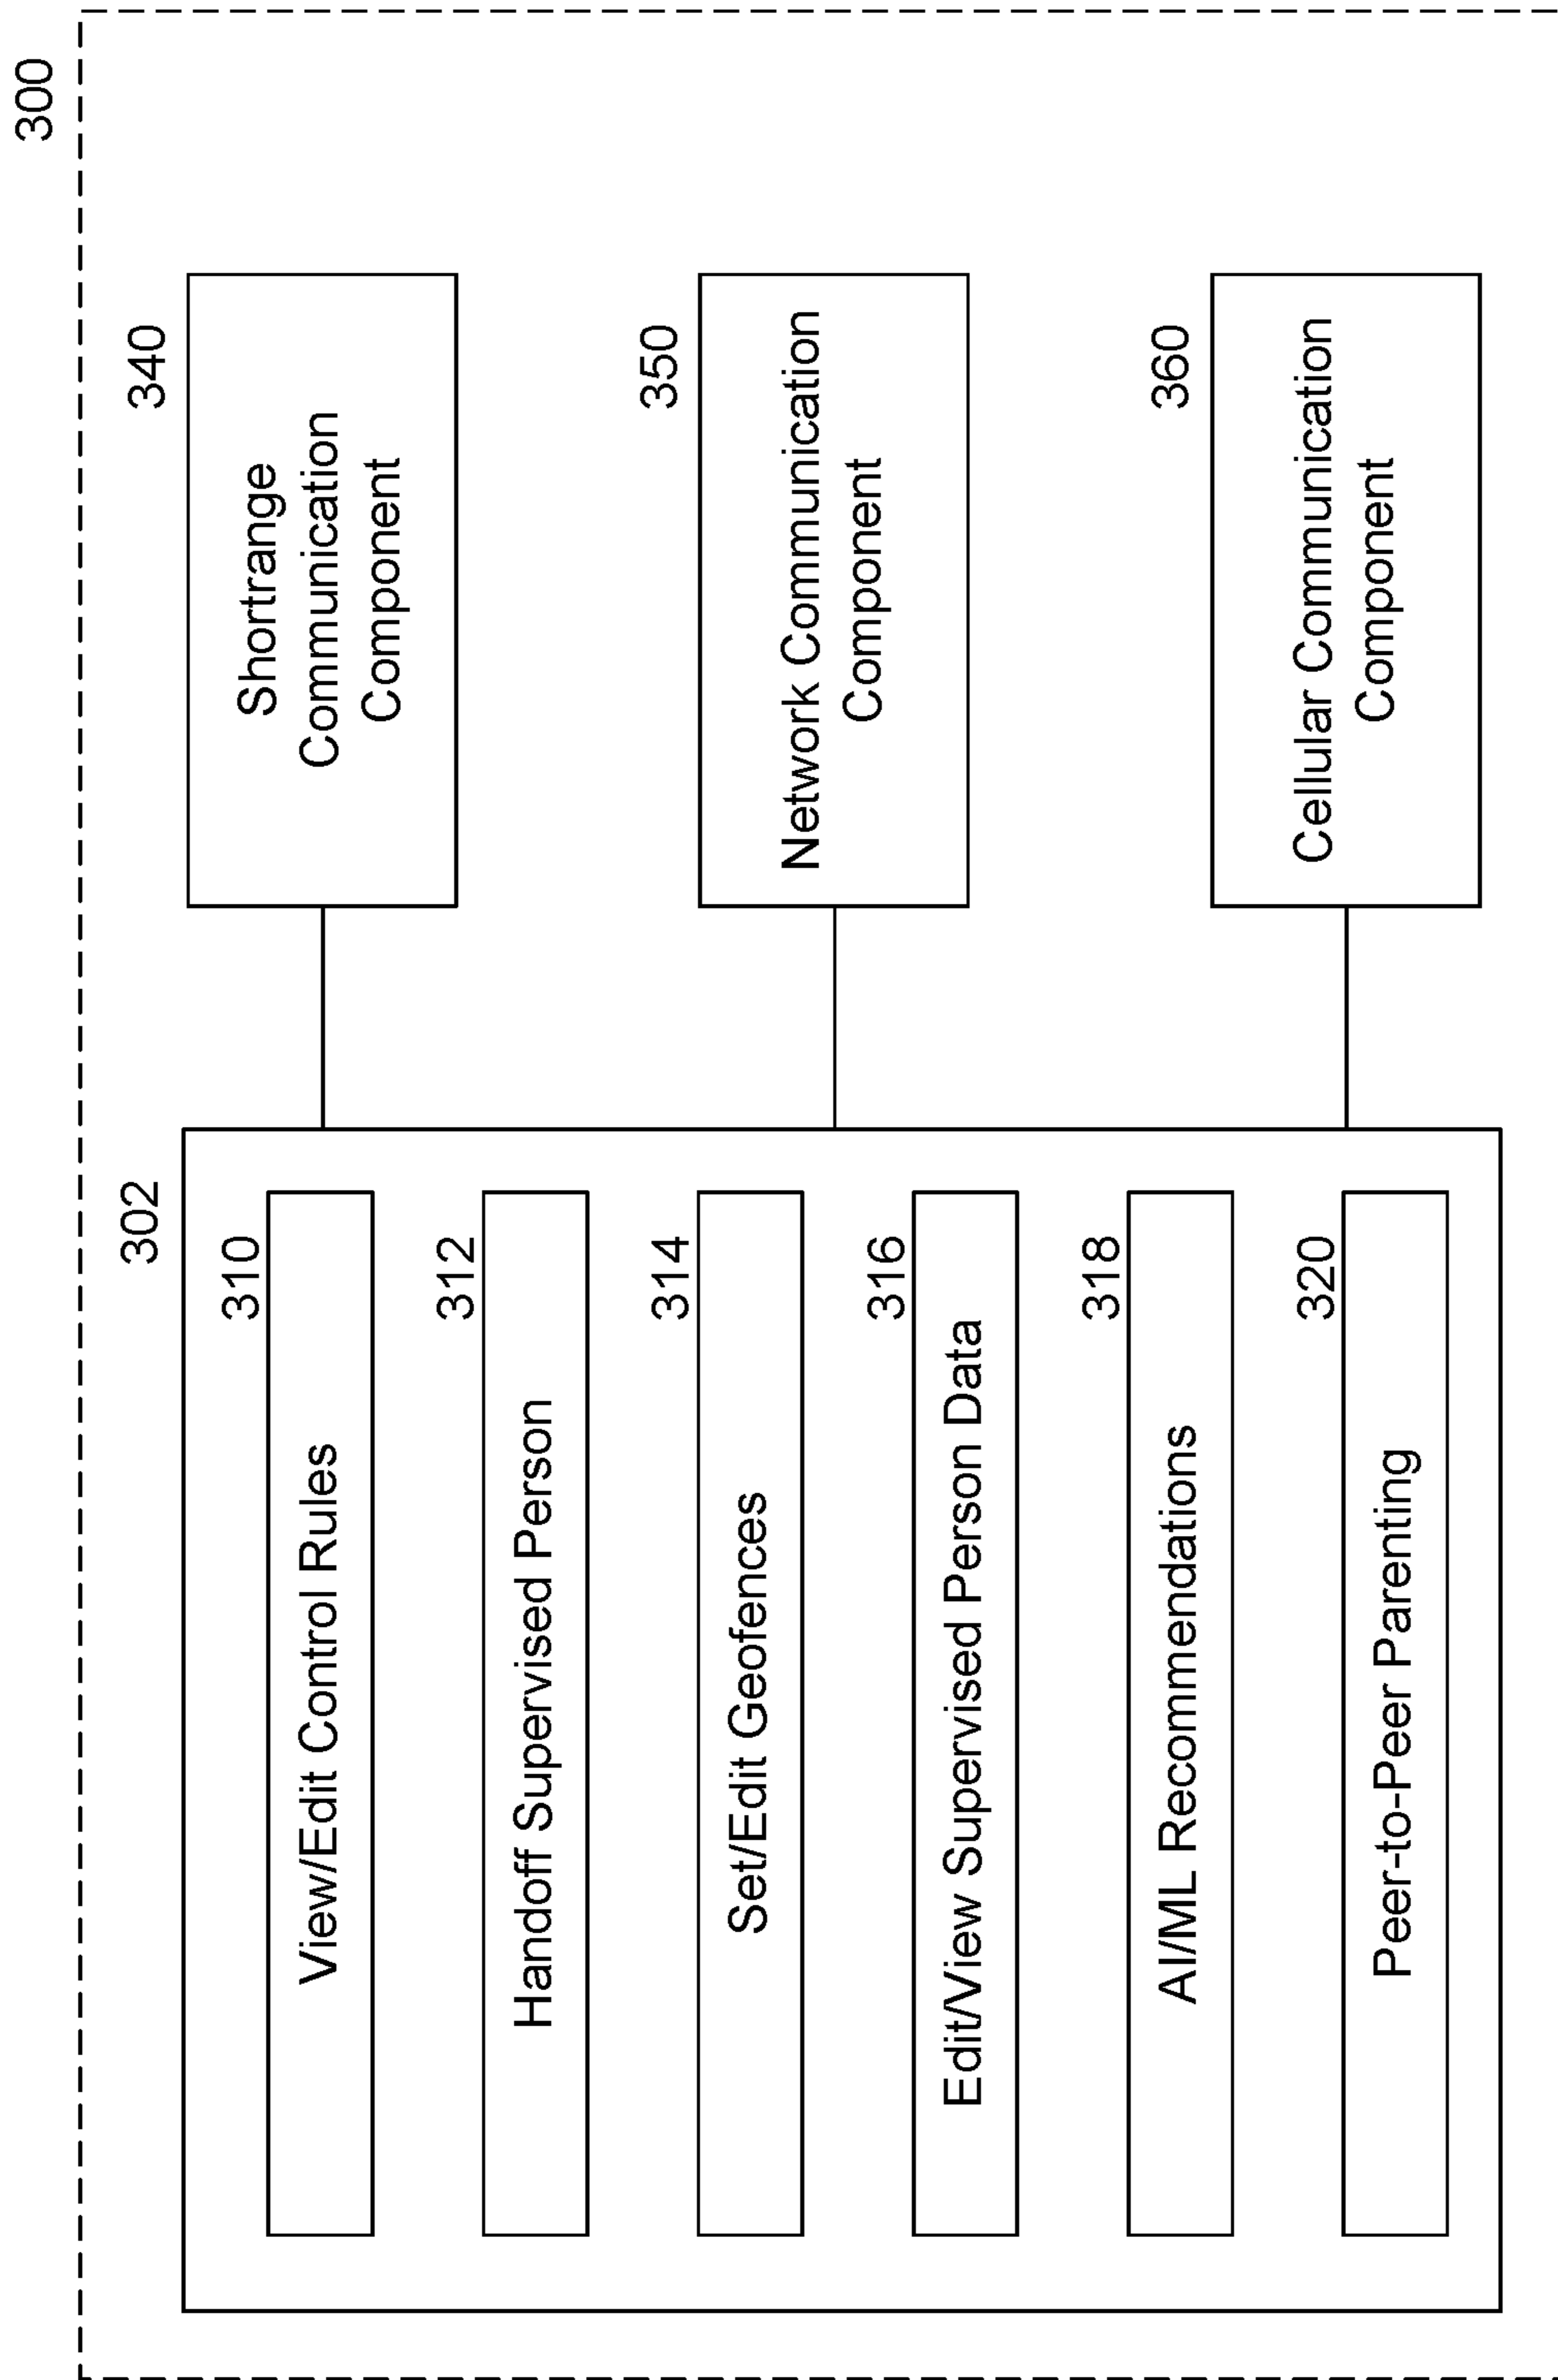 300
302
310
View/Edit Control Rules
312
Handoff Supervised Person
314
Set/Edit Geofences
316
Edit/View Supervised Person Data
318
AI/ML Recommendations
320
Peer-to-Peer Parenting
340
Shortrange
Communication
Component
350
Network Communication
Component
360
Cellular Communication
Component